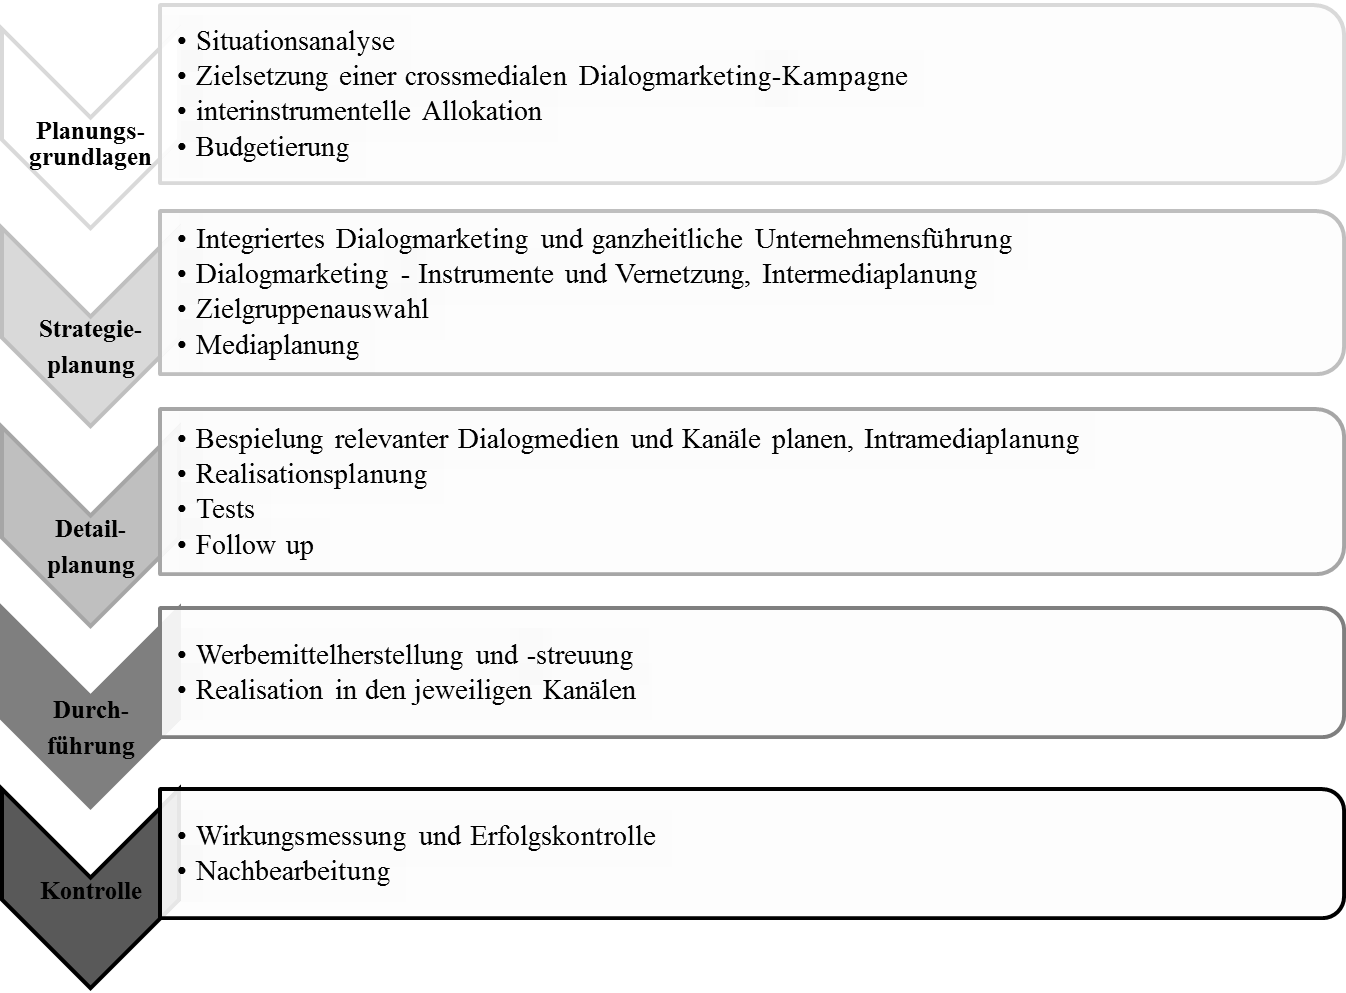 Planungs-
grundlagen
• Situationsanalyse
• Zielsetzung einer crossmedialen Dialogmarketing-Kampagne
• interinstrumentelle Allokation
• Budgetierung
Strategie-
planung
• Integriertes Dialogmarketing und ganzheitliche Unternehmensführung
• Dialogmarketing - Instrumente und Vernetzung, Intermediaplanung
• Zielgruppenauswahl
• Mediaplanung
Detail-
planung
• Bespielung relevanter Dialogmedien und Kanäle planen, Intramediaplanung
• Realisationsplanung
• Tests
• Follow up
Durch-
führung
• Werbemittelherstellung und -streuung
• Realisation in den jeweiligen Kanälen
Kontrolle
• Wirkungsmessung und Erfolgskontrolle
• Nachbearbeitung